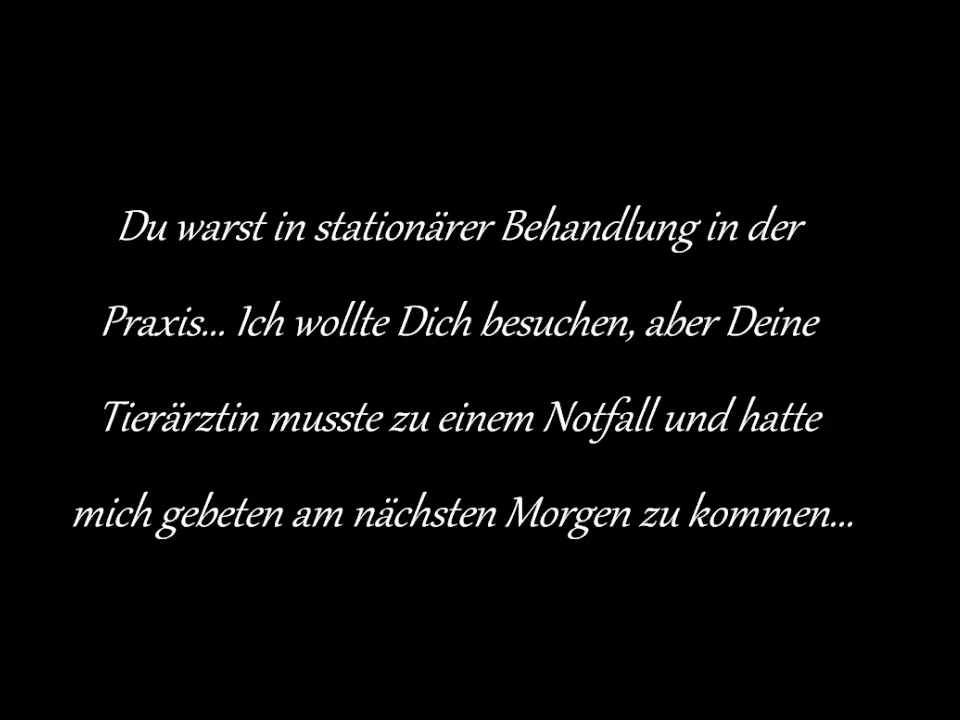 Du warst in stationärer Behandlung in der
Praxis... Ich wollte Dich besuchen, aber Deine
Tierärztin musste zu einem Notfall und hatte
mich gebeten am nächsten Morgen zu kommen...